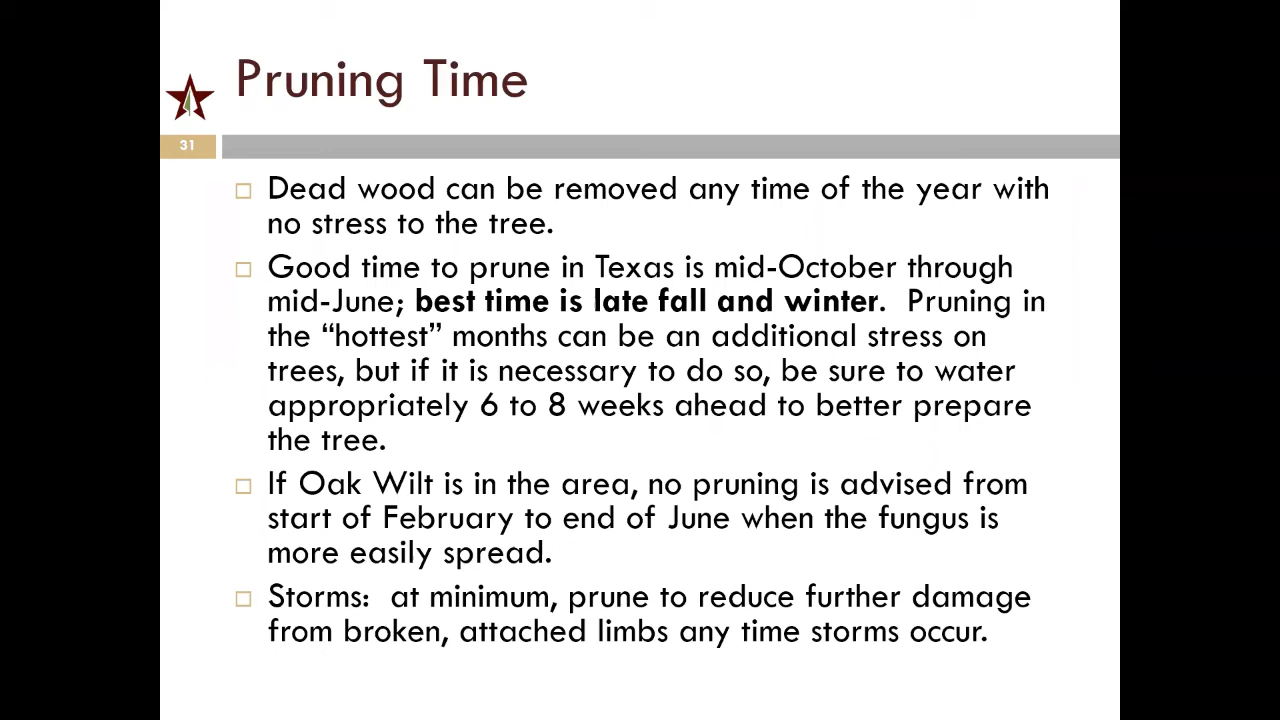 Pruning Time
31
Dead wood can be removed any time of the year with
no stress to the tree.
Good time to prune in Texas is mid-October through
mid-June; best time is late fall and winter.  Pruning in
the “hottest” months can be an additional stress on
trees, but if it is necessary to do so, be sure to water
appropriately 6 to 8 weeks ahead to better prepare
the tree.
If Oak Wilt is in the area, no pruning is advised from
start of February to end of June when the fungus is
more easily spread.
Storms:  at minimum, prune to reduce further damage
from broken, attached limbs any time storms occur.